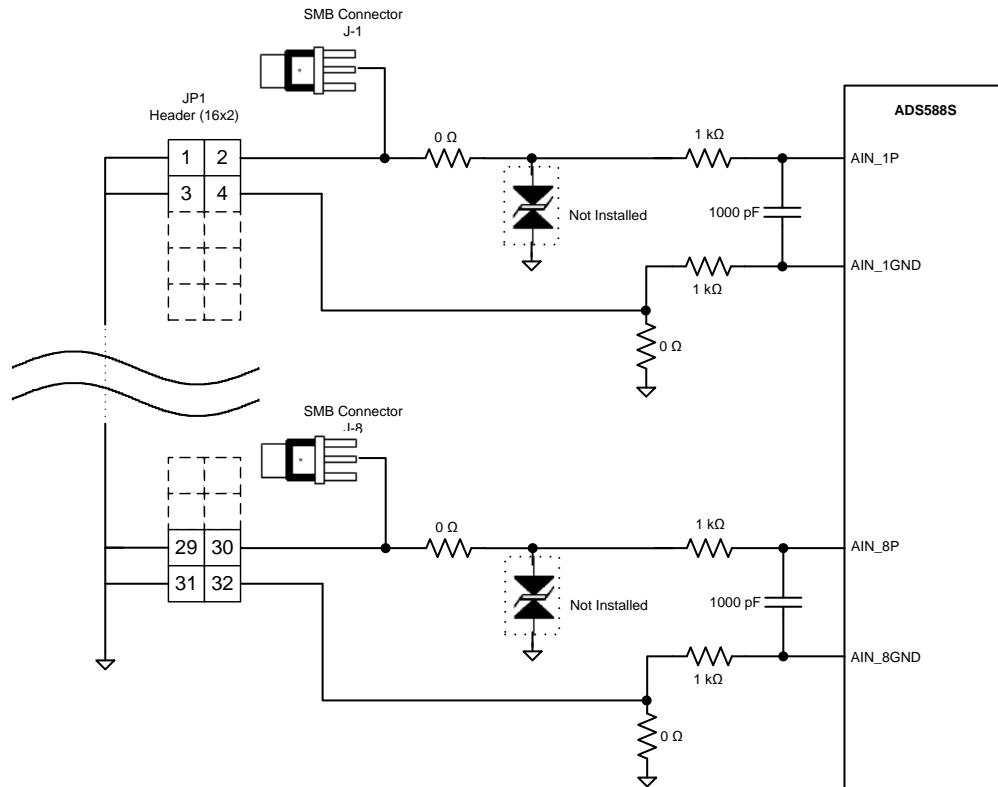 SMB Connector
J-1
JP1
Header (16x2)
ADS588S
1 2
3 4
0 Ω
1 kΩ
AIN_1P
Not Installed
1000 pF
AIN_1GND
1 kΩ
0 Ω
SMB Connector
J-8
29 30
31 32
0 Ω
1 kΩ
AIN_8P
Not Installed
1000 pF
AIN_8GND
1 kΩ
0 Ω